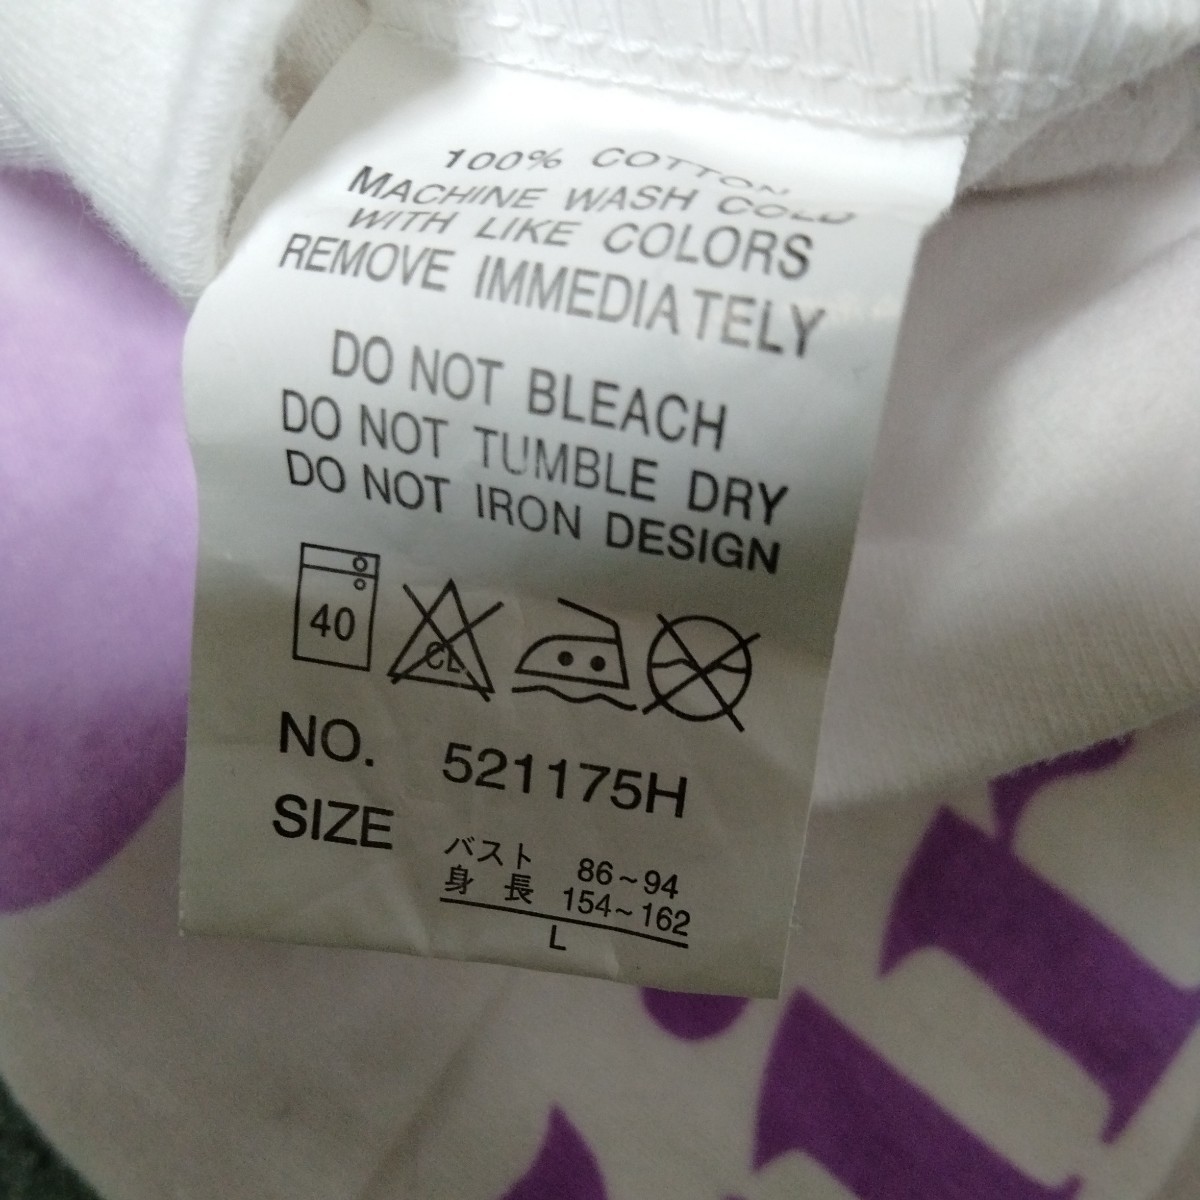 100% COTTON
MACHINE WASH COLD
WITH LIKE COLORS
REMOVE IMMEDIATELY
DO NOT BLEACH
DO NOT TUMBLE DRY
DO NOT IRON DESIGN
40 CL
NO. 521175H
SIZE
バスト 86~94
身長 154~162
L